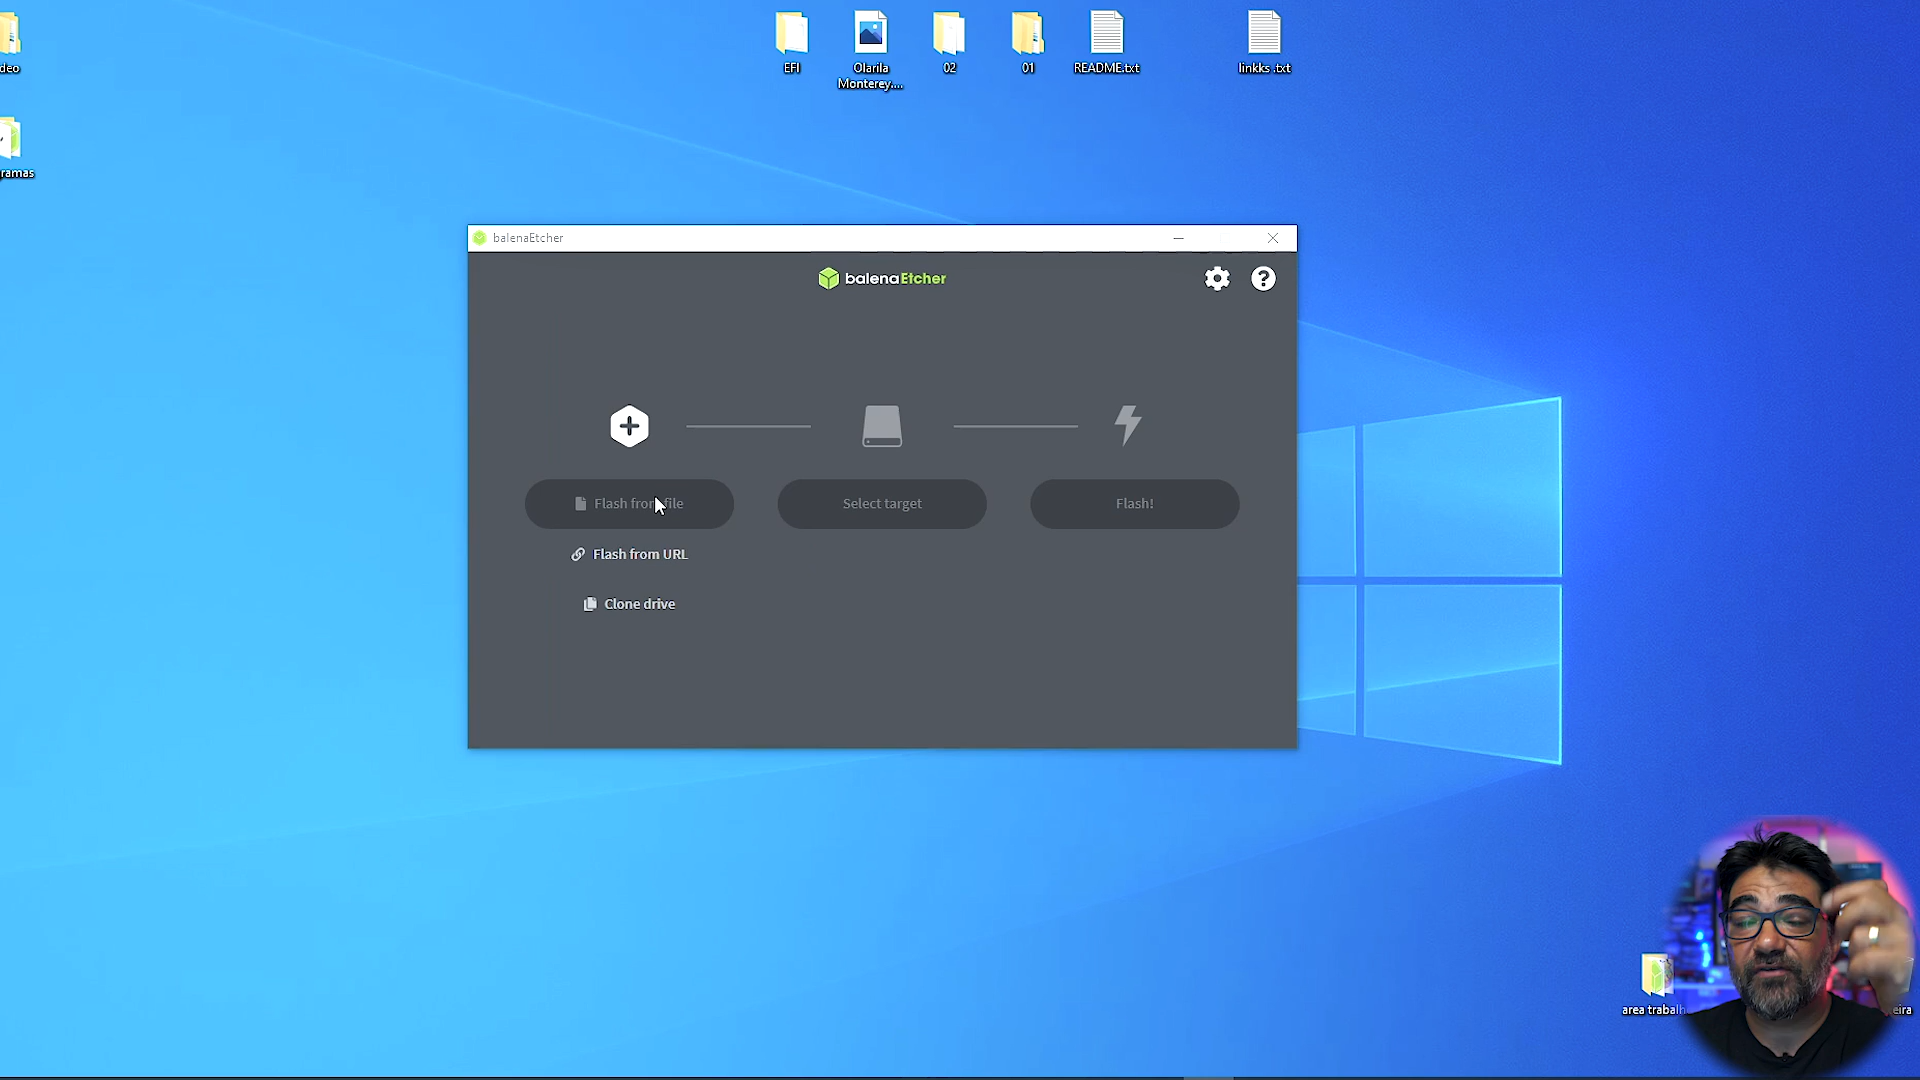 deo
EFI
Olarila
Monterey....
02
01
README.txt
linkks .txt
ramas
balenaEtcher
balenaEtcher
Flash from file
Select target
Flash!
Flash from URL
Clone drive
area trabalh
eira